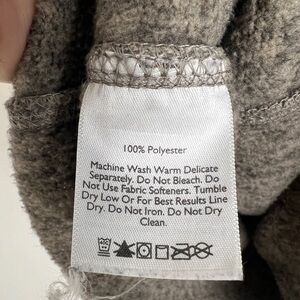 100% Polyester
Machine Wash Warm Delicate
Separately. Do Not Bleach. Do
Not Use Fabric Softeners. Tumble
Dry Low Or For Best Results Line
Dry. Do Not Iron. Do Not Dry
Clean.